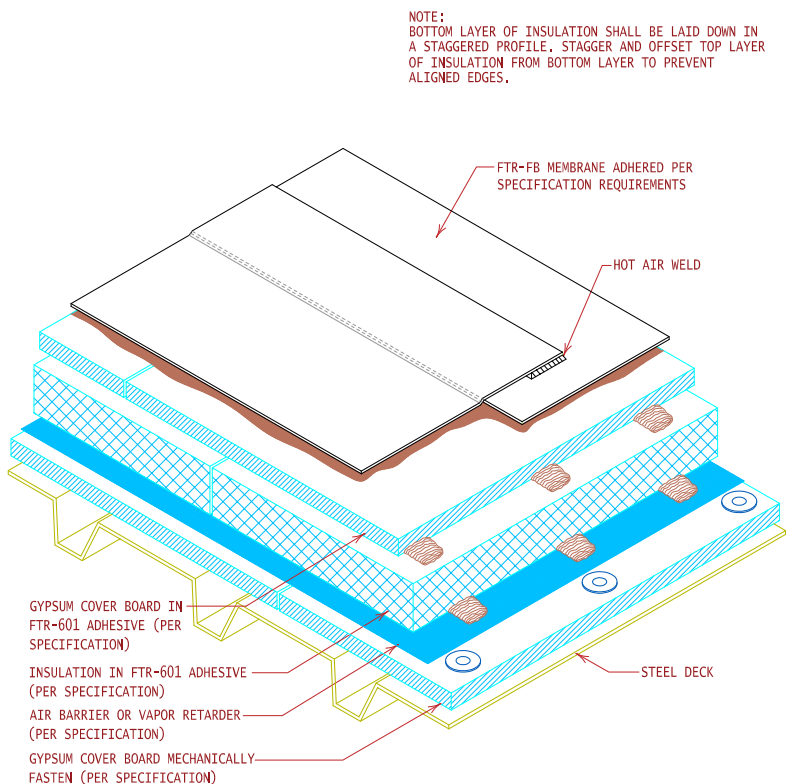 NOTE:
BOTTOM LAYER OF INSULATION SHALL BE LAID DOWN IN
A STAGGERED PROFILE. STAGGER AND OFFSET TOP LAYER
OF INSULATION FROM BOTTOM LAYER TO PREVENT
ALIGNED EDGES.
FTR-FB MEMBRANE ADHERED PER
SPECIFICATION REQUIREMENTS
HOT AIR WELD
GYPSUM COVER BOARD IN
FTR-601 ADHESIVE (PER
SPECIFICATION)
INSULATION IN FTR-601 ADHESIVE
(PER SPECIFICATION)
AIR BARRIER OR VAPOR RETARDER
(PER SPECIFICATION)
GYPSUM COVER BOARD MECHANICALLY
FASTEN (PER SPECIFICATION)
STEEL DECK